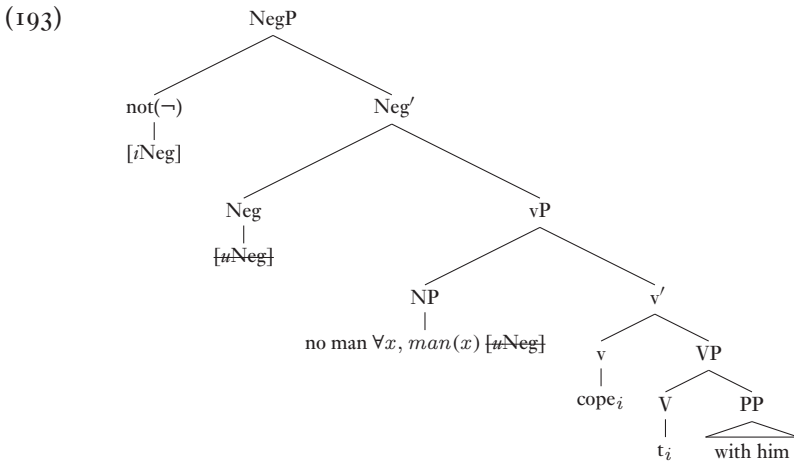 (193)
NegP
not(¬) Neg′
[iNeg]
Neg vP
[uNeg]
NP v′
no man ∀x, man(x) [uNeg] v VP
cope_i V PP
t_i with him